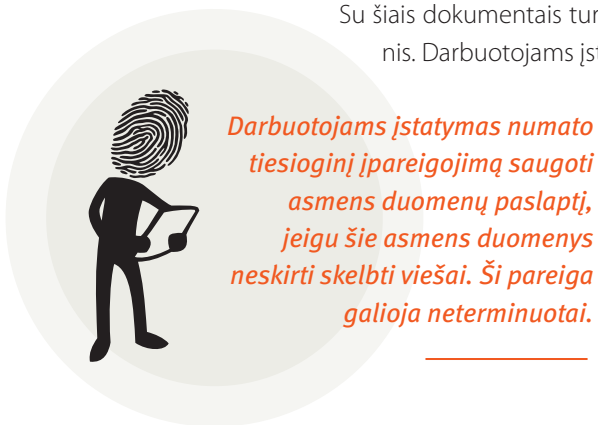 Su šiais dokumentais tur
nis. Darbuotojams įst
Darbuotojams įstatymas numato
tiesioginį įpareigojimą saugoti
asmens duomenų paslaptį,
jeigu šie asmens duomenys
neskirti skelbti viešai. Ši pareiga
galioja neterminuotai.